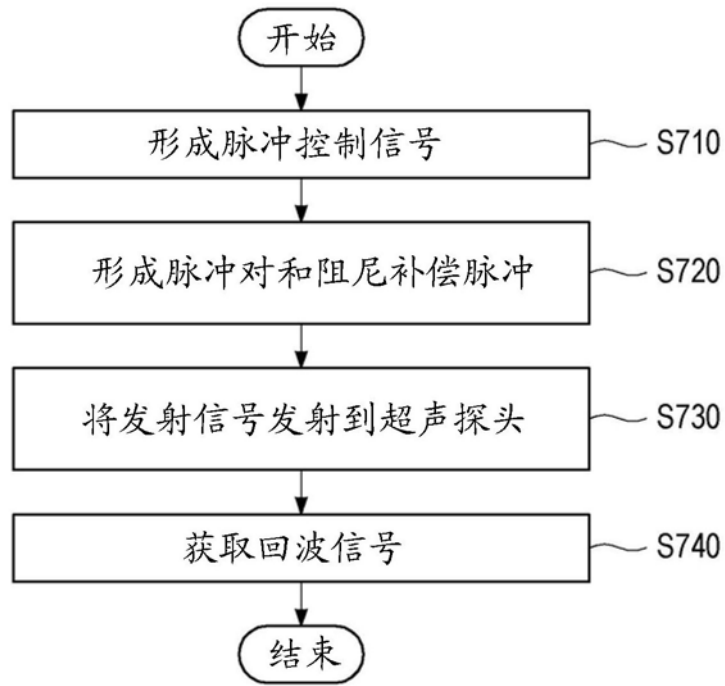 开始
形成脉冲控制信号 S710
形成脉冲对和阻尼补偿脉冲 S720
将发射信号发射到超声探头 S730
获取回波信号 S740
结束